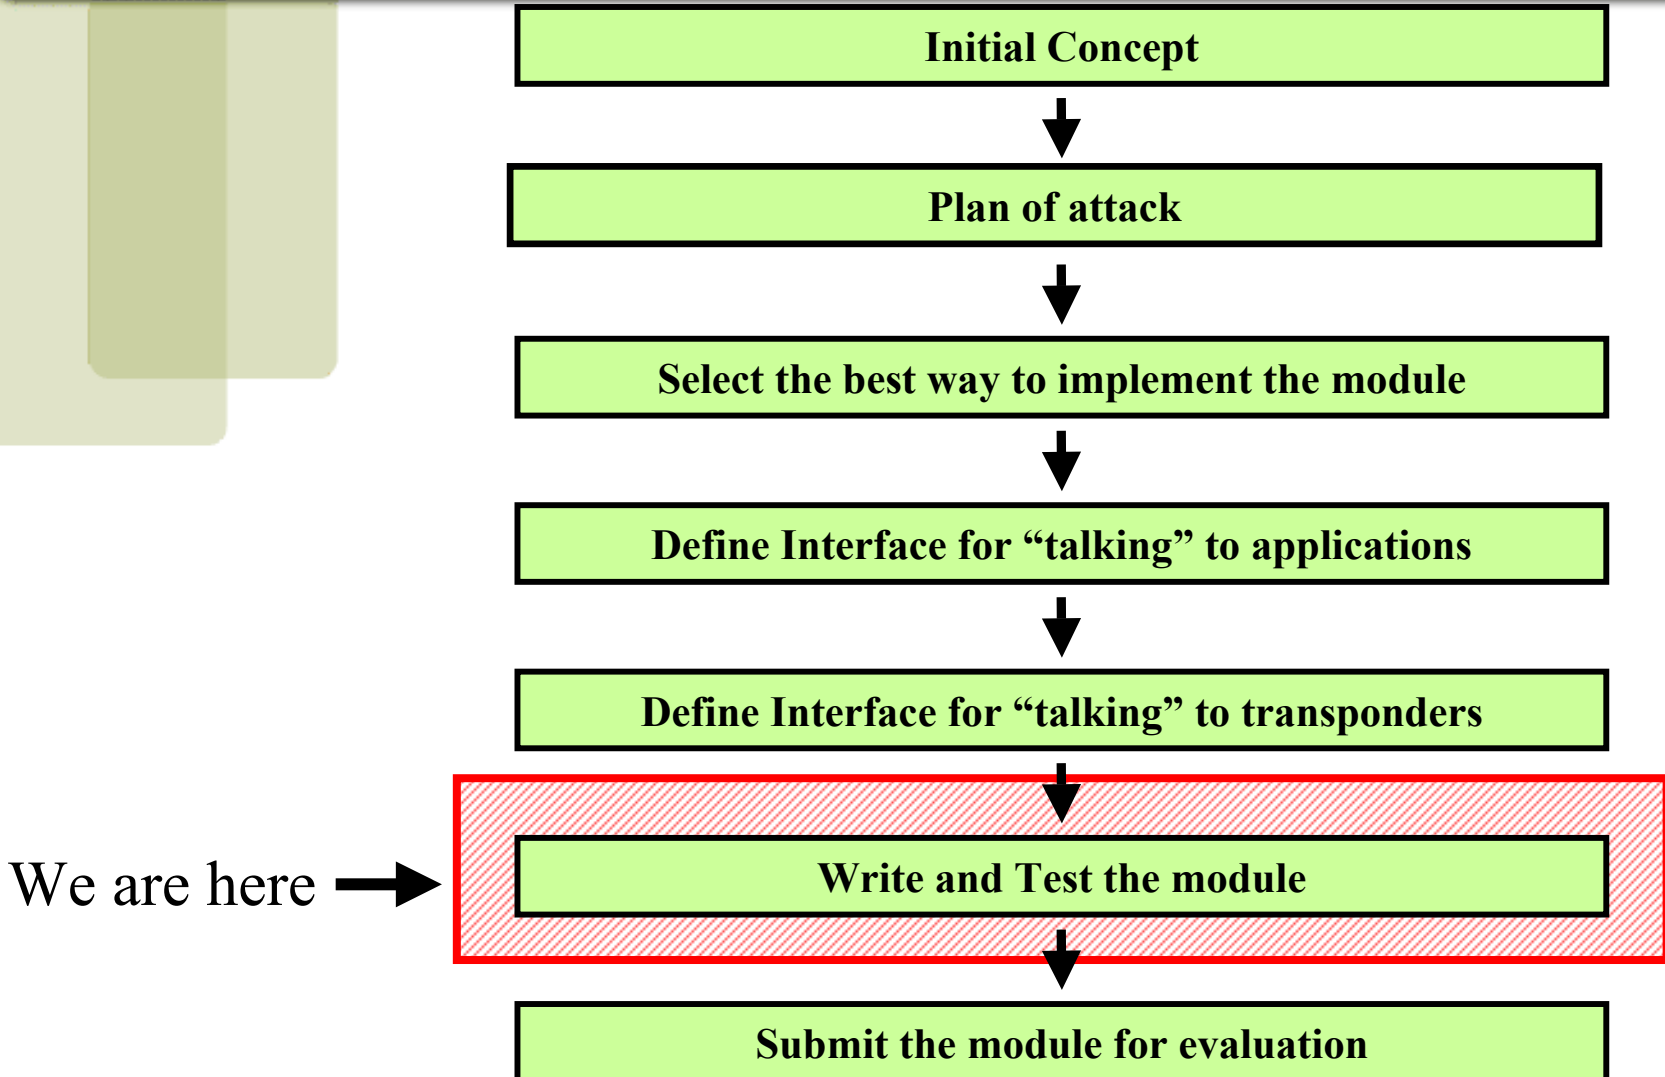 Initial Concept
Plan of attack
Select the best way to implement the module
Define Interface for “talking” to applications
Define Interface for “talking” to transponders
We are here
Write and Test the module
Submit the module for evaluation